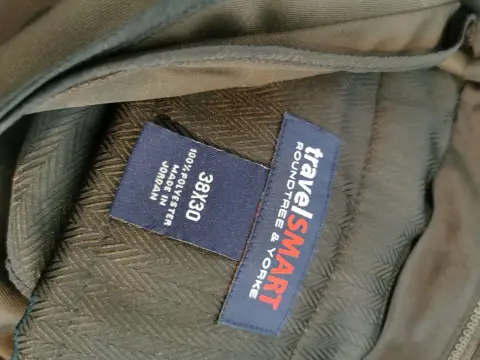 travelSMART
ROUNDTREE & YORKE
38X30
100% POLYESTER
MADE IN
JORDAN